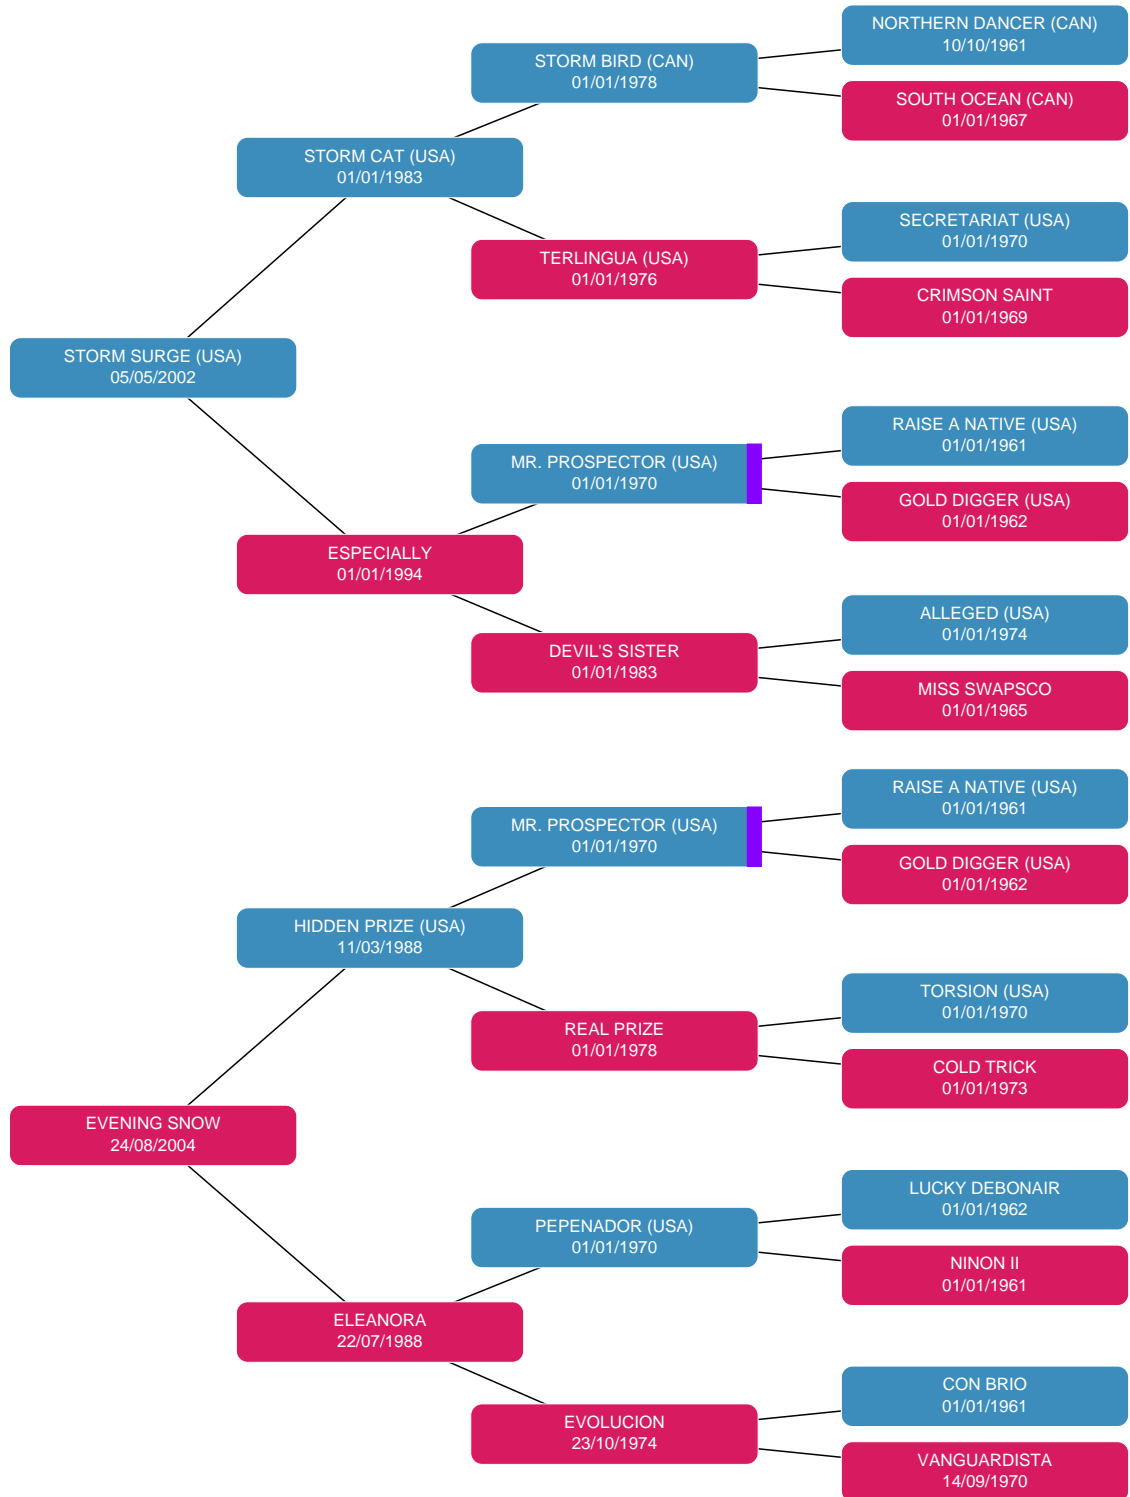 NORTHERN DANCER (CAN)
10/10/1961
STORM BIRD (CAN)
01/01/1978
SOUTH OCEAN (CAN)
01/01/1967
STORM CAT (USA)
01/01/1983
SECRETARIAT (USA)
01/01/1970
TERLINGUA (USA)
01/01/1976
CRIMSON SAINT
01/01/1969
STORM SURGE (USA)
05/05/2002
RAISE A NATIVE (USA)
01/01/1961
MR. PROSPECTOR (USA)
01/01/1970
GOLD DIGGER (USA)
01/01/1962
ESPECIALLY
01/01/1994
ALLEGED (USA)
01/01/1974
DEVIL'S SISTER
01/01/1983
MISS SWAPSCO
01/01/1965
RAISE A NATIVE (USA)
01/01/1961
MR. PROSPECTOR (USA)
01/01/1970
GOLD DIGGER (USA)
01/01/1962
HIDDEN PRIZE (USA)
11/03/1988
TORSION (USA)
01/01/1970
REAL PRIZE
01/01/1978
COLD TRICK
01/01/1973
EVENING SNOW
24/08/2004
LUCKY DEBONAIR
01/01/1962
PEPENADOR (USA)
01/01/1970
NINON II
01/01/1961
ELEANORA
22/07/1988
CON BRIO
01/01/1961
EVOLUCION
23/10/1974
VANGUARDISTA
14/09/1970